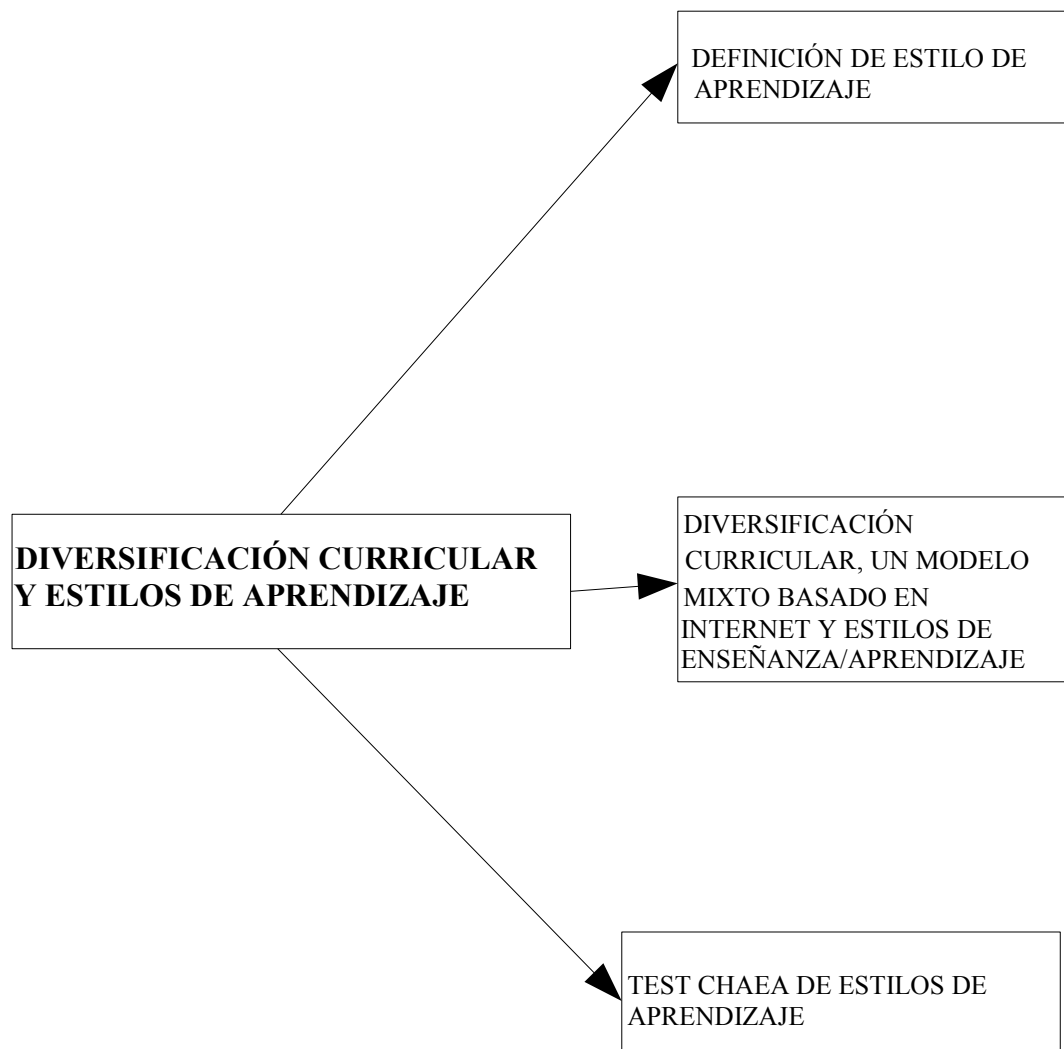 DEFINICIÓN DE ESTILO DE
APRENDIZAJE
DIVERSIFICACIÓN CURRICULAR
Y ESTILOS DE APRENDIZAJE
DIVERSIFICACIÓN
CURRICULAR, UN MODELO
MIXTO BASADO EN
INTERNET Y ESTILOS DE
ENSEÑANZA/APRENDIZAJE
TEST CHAEA DE ESTILOS DE
APRENDIZAJE